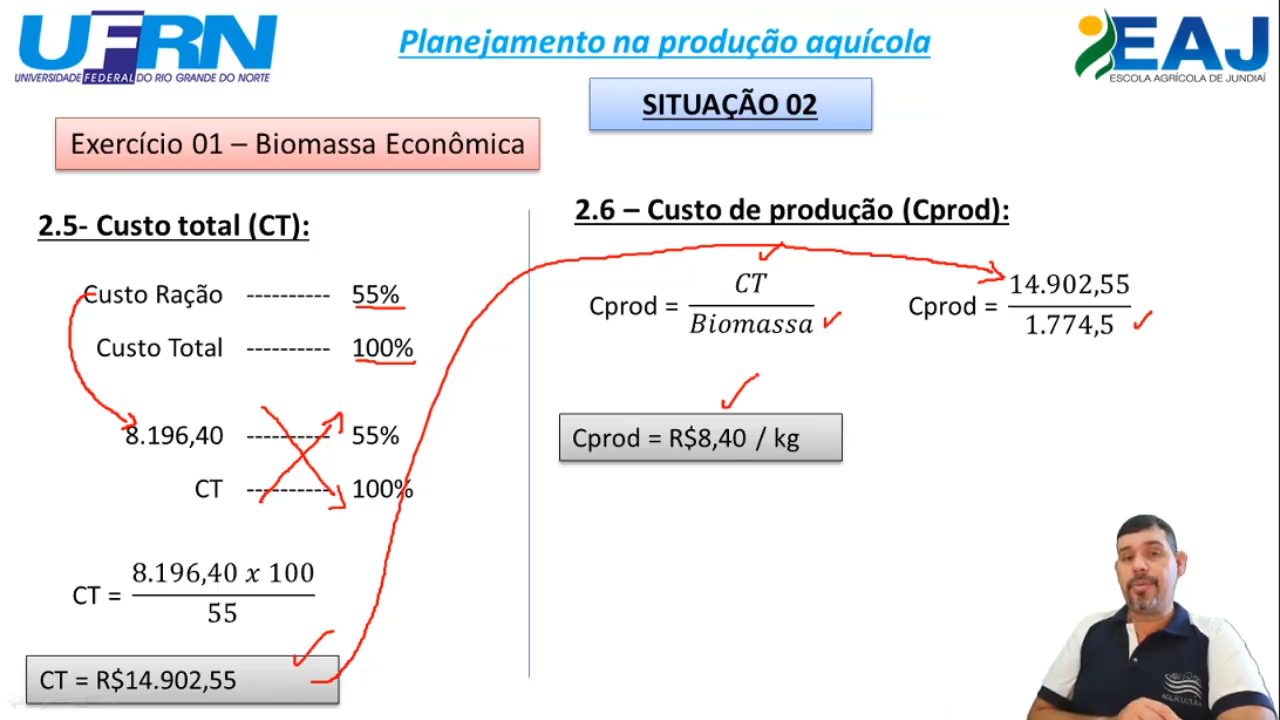 UFRN
UNIVERSIDADE FEDERAL DO RIO GRANDE DO NORTE
Planejamento na produção aquícola
EAJ
ESCOLA AGRÍCOLA DE JUNDIAÍ
SITUAÇÃO 02
Exercício 01 – Biomassa Econômica
2.5- Custo total (CT):
Custo Ração ---------- 55%
Custo Total ---------- 100%
8.196,40 ---------- 55%
CT ---------- 100%
CT = 8.196,40 x 100
55
CT = R$14.902,55
2.6 – Custo de produção (Cprod):
Cprod = CT
Biomassa
Cprod = 14.902,55
1.774,5
Cprod = R$8,40 / kg
AQUICULTURA